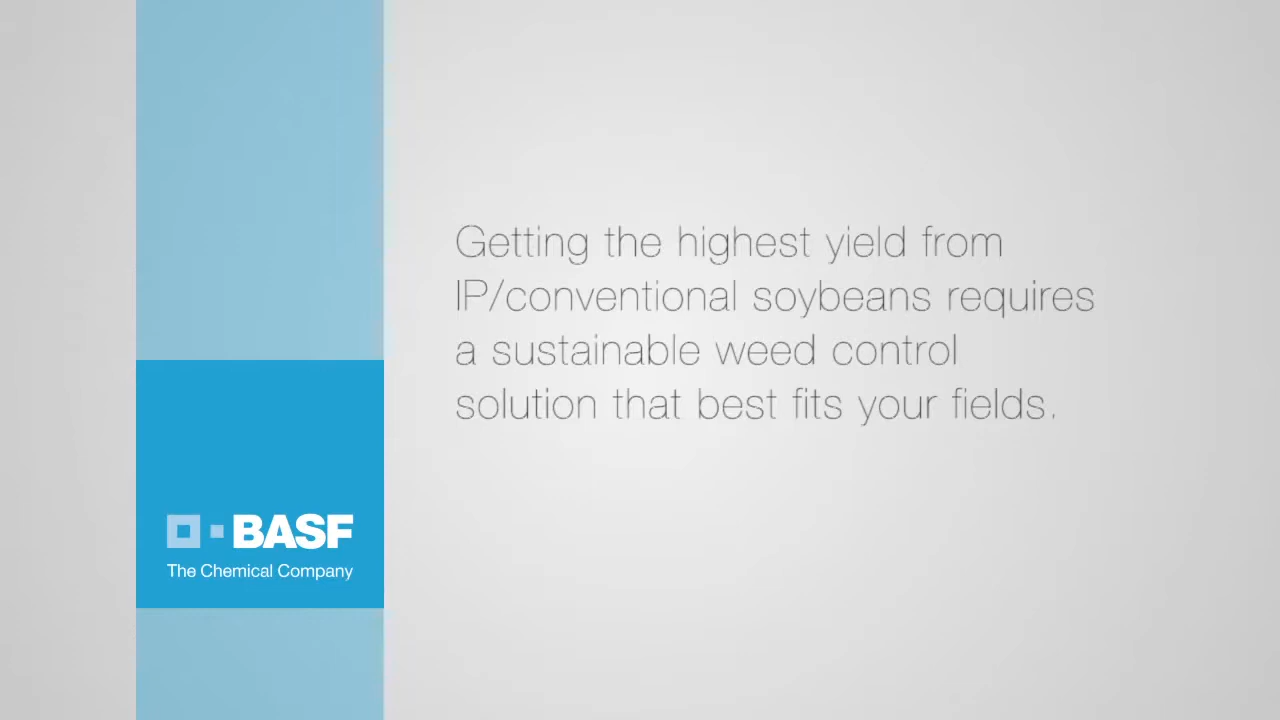 Getting the highest yield from
IP/conventional soybeans requires
a sustainable weed control
solution that best fits your fields.
BASF
The Chemical Company